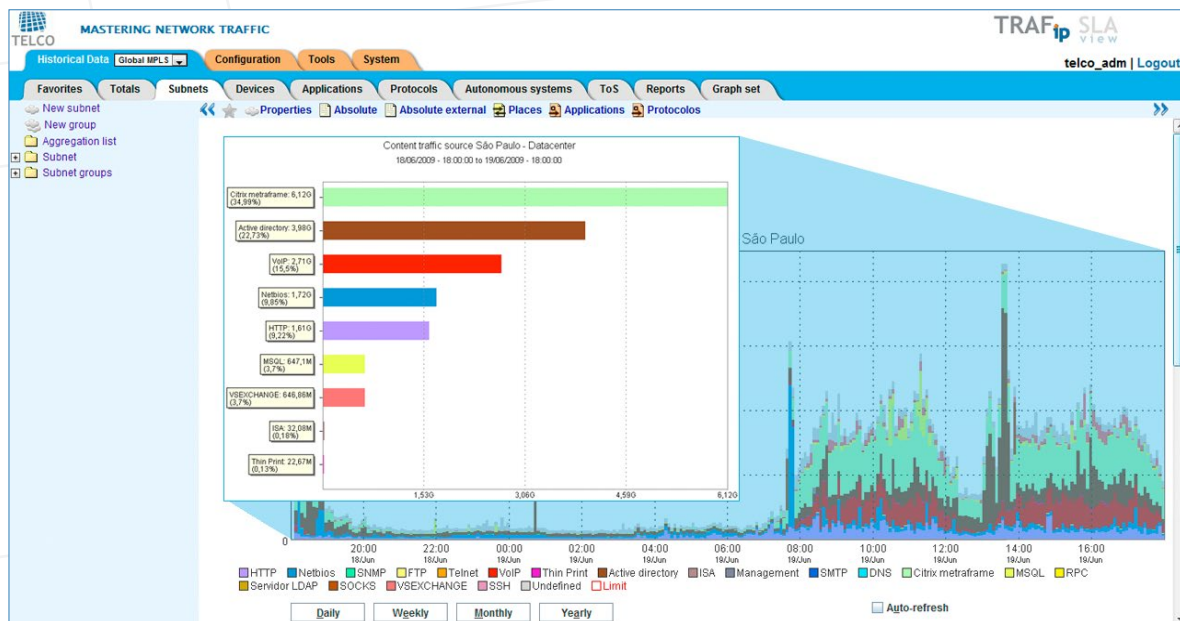 TELCO
MASTERING NETWORK TRAFFIC
TRAFip SLA view
Historical Data Global MPLS Configuration Tools System
telco_adm | Logout
Favorites Totals Subnets Devices Applications Protocols Autonomous systems ToS Reports Graph set
New subnet
New group
Aggregation list
Subnet
Subnet groups
Properties Absolute Absolute external Places Applications Protocolos
Content traffic source São Paulo - Datacenter
18/06/2009 - 18:00:00 to 19/06/2009 - 18:00:00
Citrix metraframe: 6,12G
(34,99%)
Active directory: 3,98G
(22,73%)
VoIP: 2,71G
(15,5%)
Netbios: 1,72G
(9,85%)
HTTP: 1,61G
(9,22%)
MSQL: 647,1M
(3,7%)
VSEXCHANGE: 646,86M
(3,7%)
ISA: 32,08M
(0,18%)
Thin Print: 22,67M
(0,13%)
1,53G 3,06G 4,59G 6,12G
São Paulo
0
20:00 22:00 00:00 02:00 04:00 06:00 08:00 10:00 12:00 14:00 16:00
18/Jun 18/Jun 19/Jun 19/Jun 19/Jun 19/Jun 19/Jun 19/Jun 19/Jun 19/Jun 19/Jun
HTTP Netbios SNMP FTP Telnet VoIP Thin Print Active directory ISA Management SMTP DNS Citrix metraframe MSQL RPC
Servidor LDAP SOCKS VSEXCHANGE SSH Undefined Limit
Daily Weekly Monthly Yearly
Auto-refresh